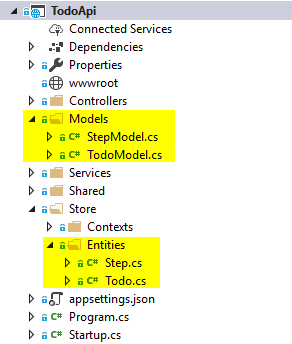 TodoApi
Connected Services
Dependencies
Properties
wwwroot
Controllers
Models
C# StepModel.cs
C# TodoModel.cs
Services
Shared
Store
Contexts
Entities
C# Step.cs
C# Todo.cs
appsettings.json
C# Program.cs
C# Startup.cs